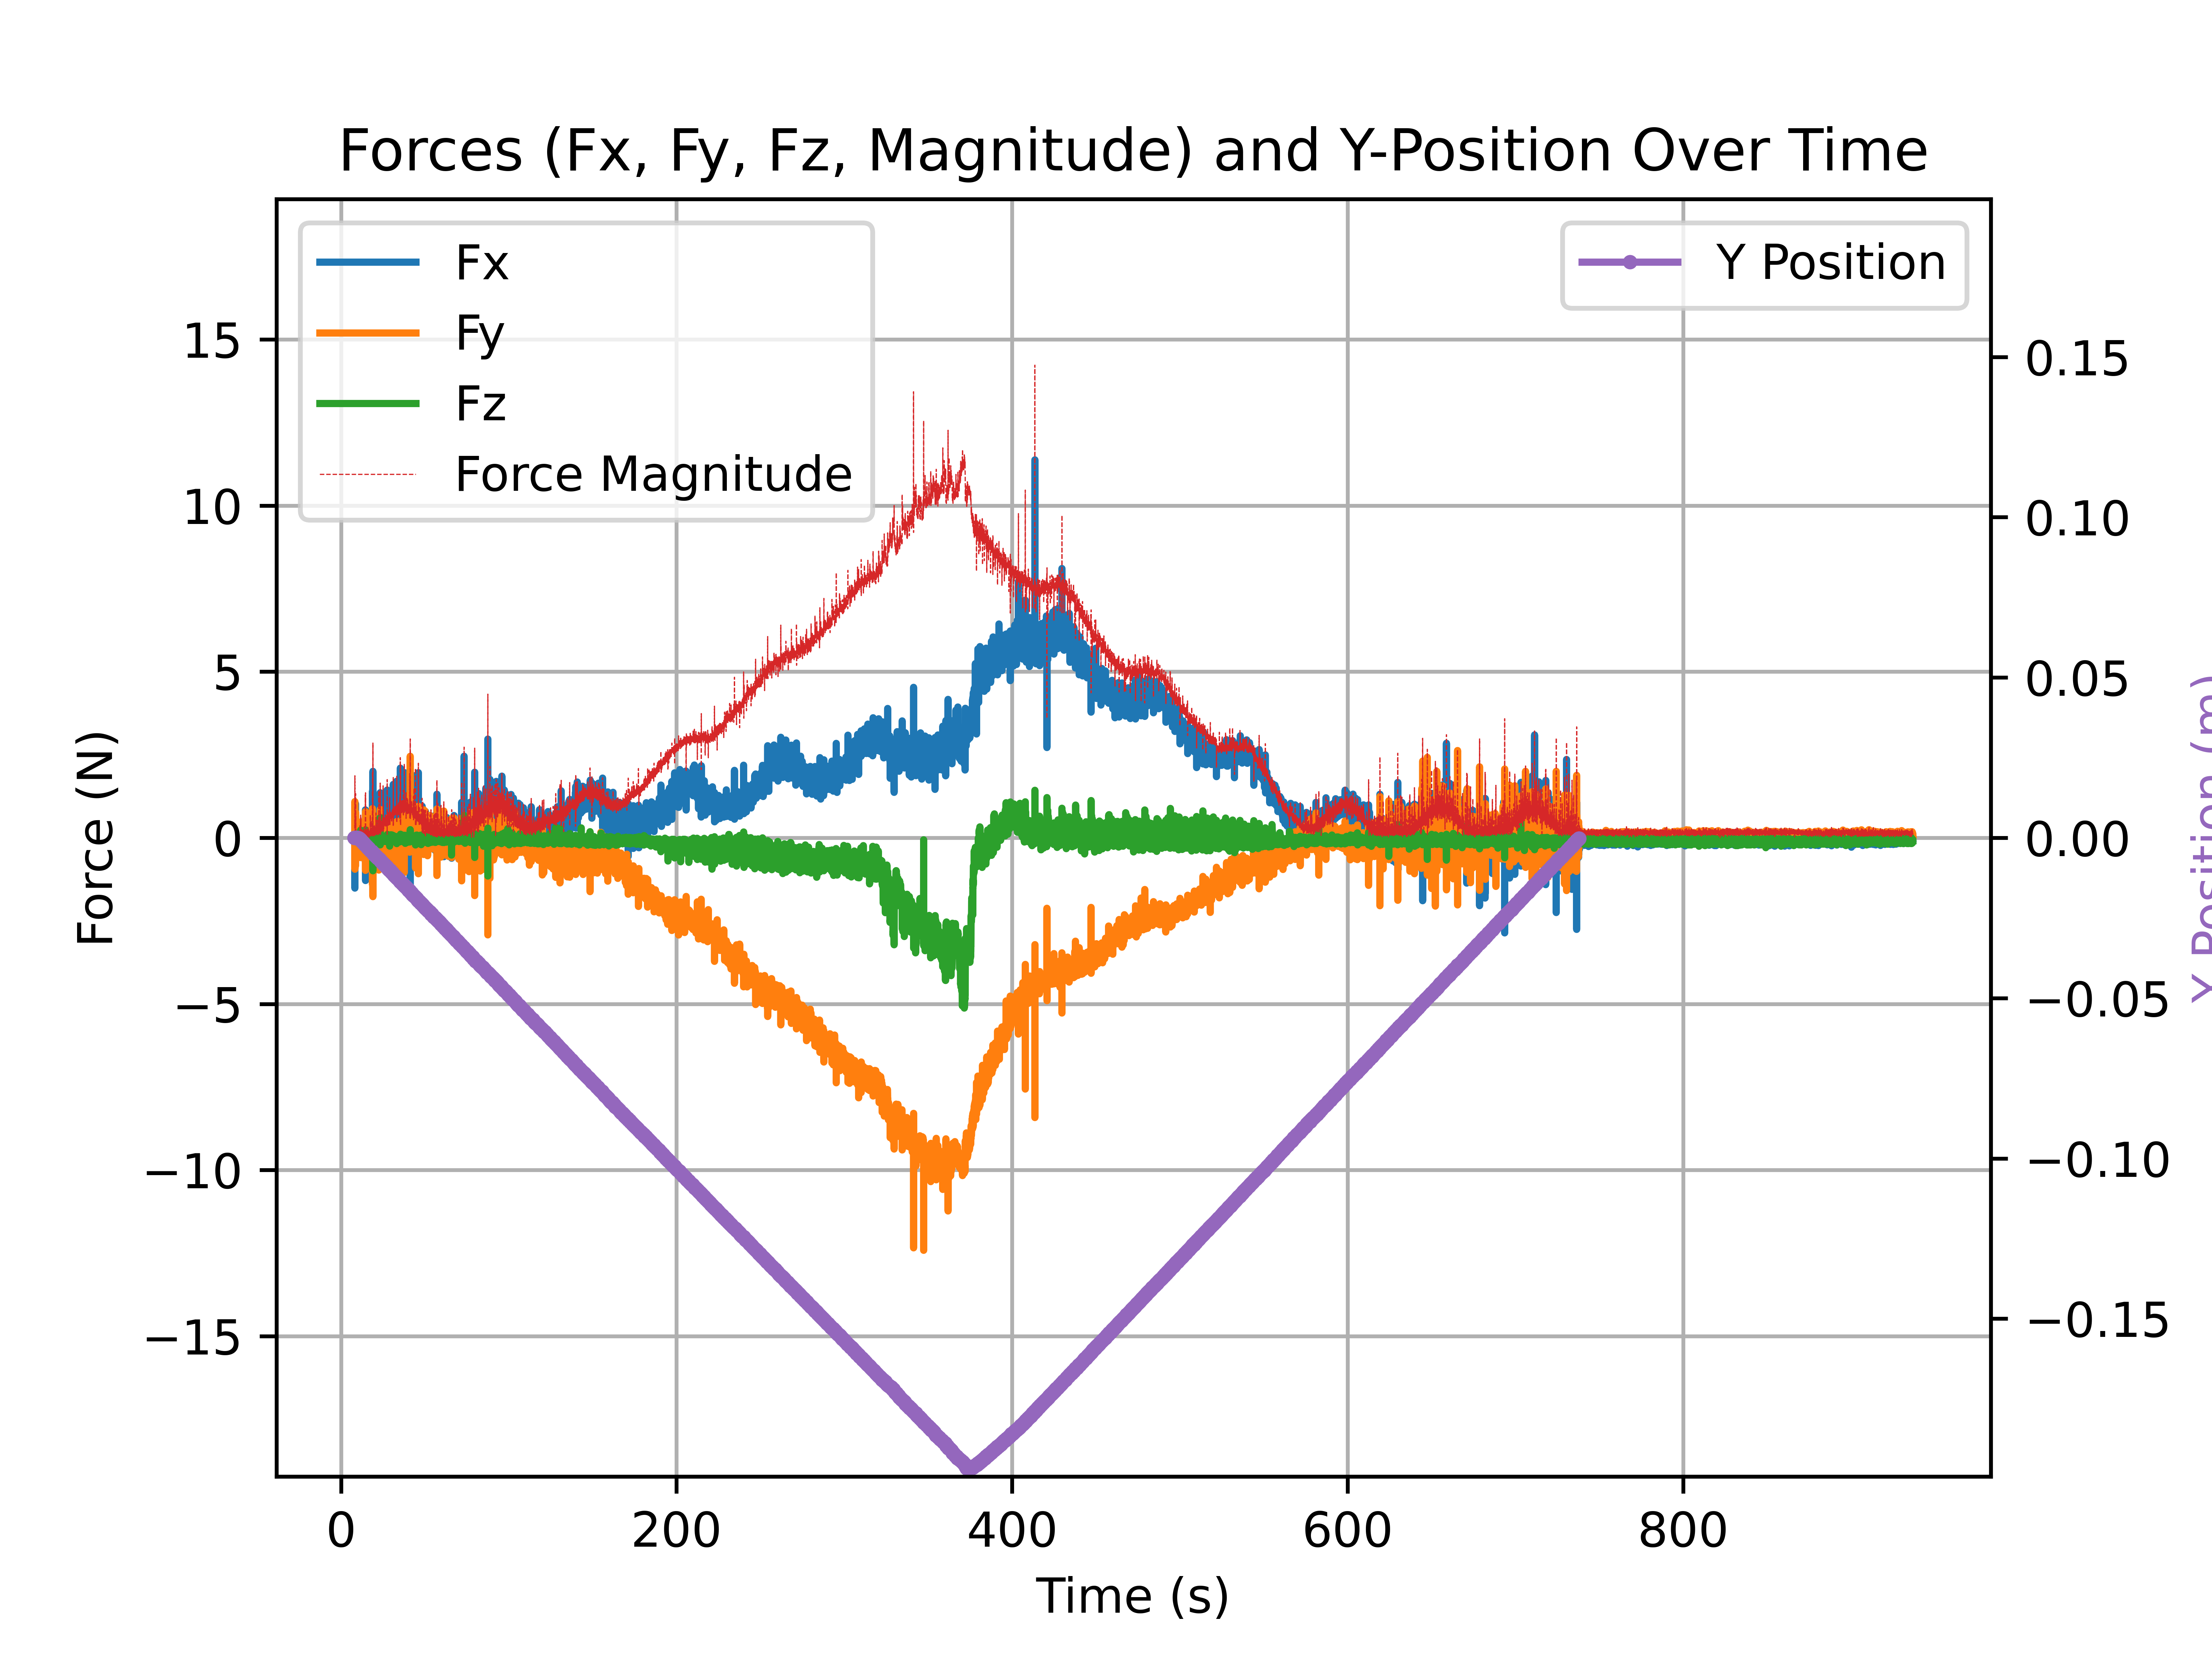 Forces (Fx, Fy, Fz, Magnitude) and Y-Position Over Time
Fx
Fy
Fz
Force Magnitude
Y Position
15
10
5
0
−5
−10
−15
Force (N)
0.15
0.10
0.05
0.00
−0.05
−0.10
−0.15
Y Position (m)
0 200 400 600 800
Time (s)